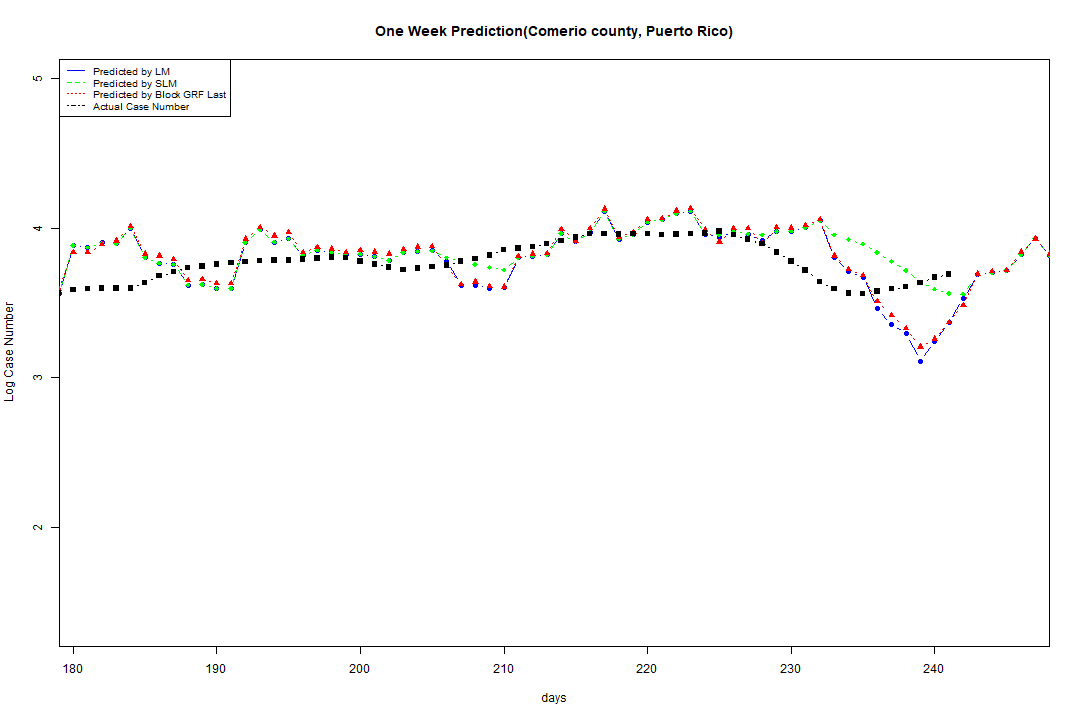 One Week Prediction(Comerio county, Puerto Rico)
Predicted by LM
Predicted by SLM
Predicted by Block GRF Last
Actual Case Number
5
4
3
2
Log Case Number
180 190 200 210 220 230 240
days